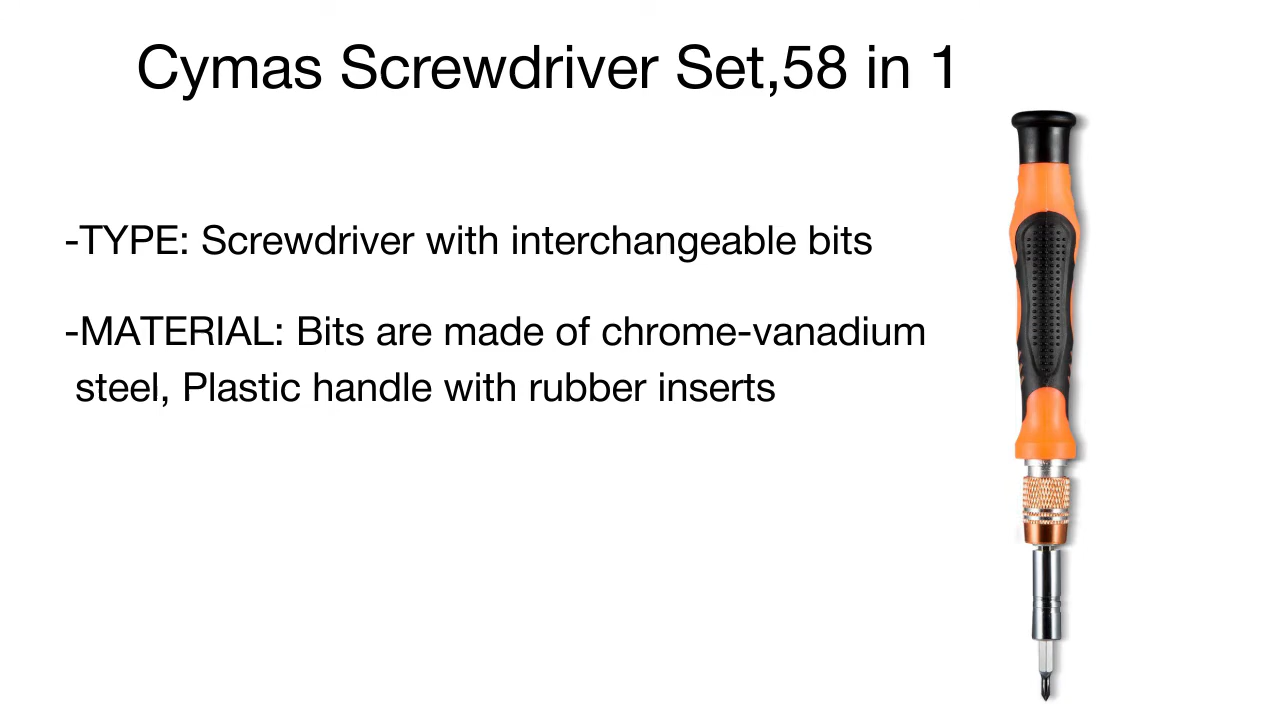 Cymas Screwdriver Set,58 in 1
-TYPE: Screwdriver with interchangeable bits
-MATERIAL: Bits are made of chrome-vanadium
steel, Plastic handle with rubber inserts